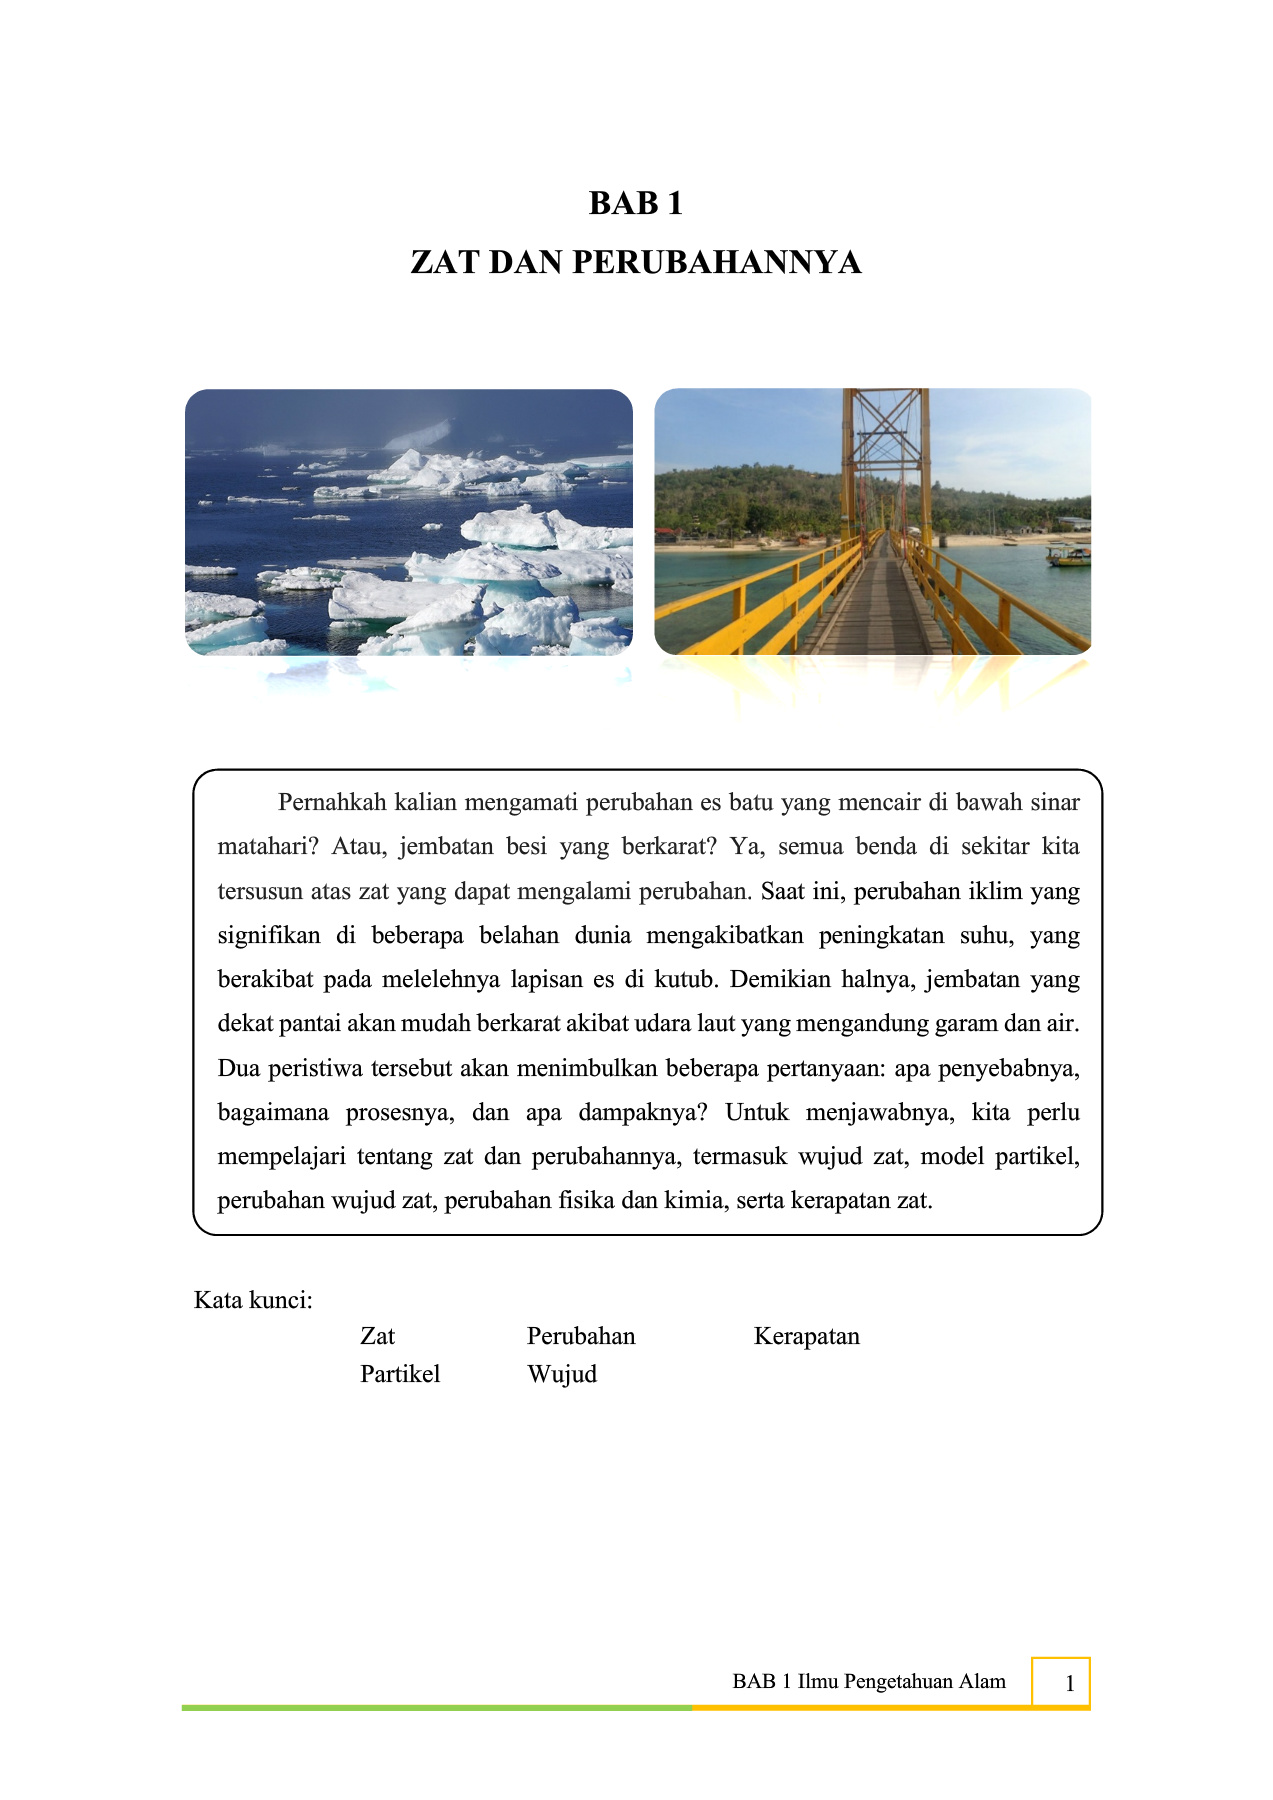 BAB 1
ZAT DAN PERUBAHANNYA
Pernahkah kalian mengamati perubahan es batu yang mencair di bawah sinar
matahari? Atau, jembatan besi yang berkarat? Ya, semua benda di sekitar kita
tersusun atas zat yang dapat mengalami perubahan. Saat ini, perubahan iklim yang
signifikan di beberapa belahan dunia mengakibatkan peningkatan suhu, yang
berakibat pada melelehnya lapisan es di kutub. Demikian halnya, jembatan yang
dekat pantai akan mudah berkarat akibat udara laut yang mengandung garam dan air.
Dua peristiwa tersebut akan menimbulkan beberapa pertanyaan: apa penyebabnya,
bagaimana prosesnya, dan apa dampaknya? Untuk menjawabnya, kita perlu
mempelajari tentang zat dan perubahannya, termasuk wujud zat, model partikel,
perubahan wujud zat, perubahan fisika dan kimia, serta kerapatan zat.
Kata kunci:
Zat Perubahan Kerapatan
Partikel Wujud
BAB 1 Ilmu Pengetahuan Alam 1